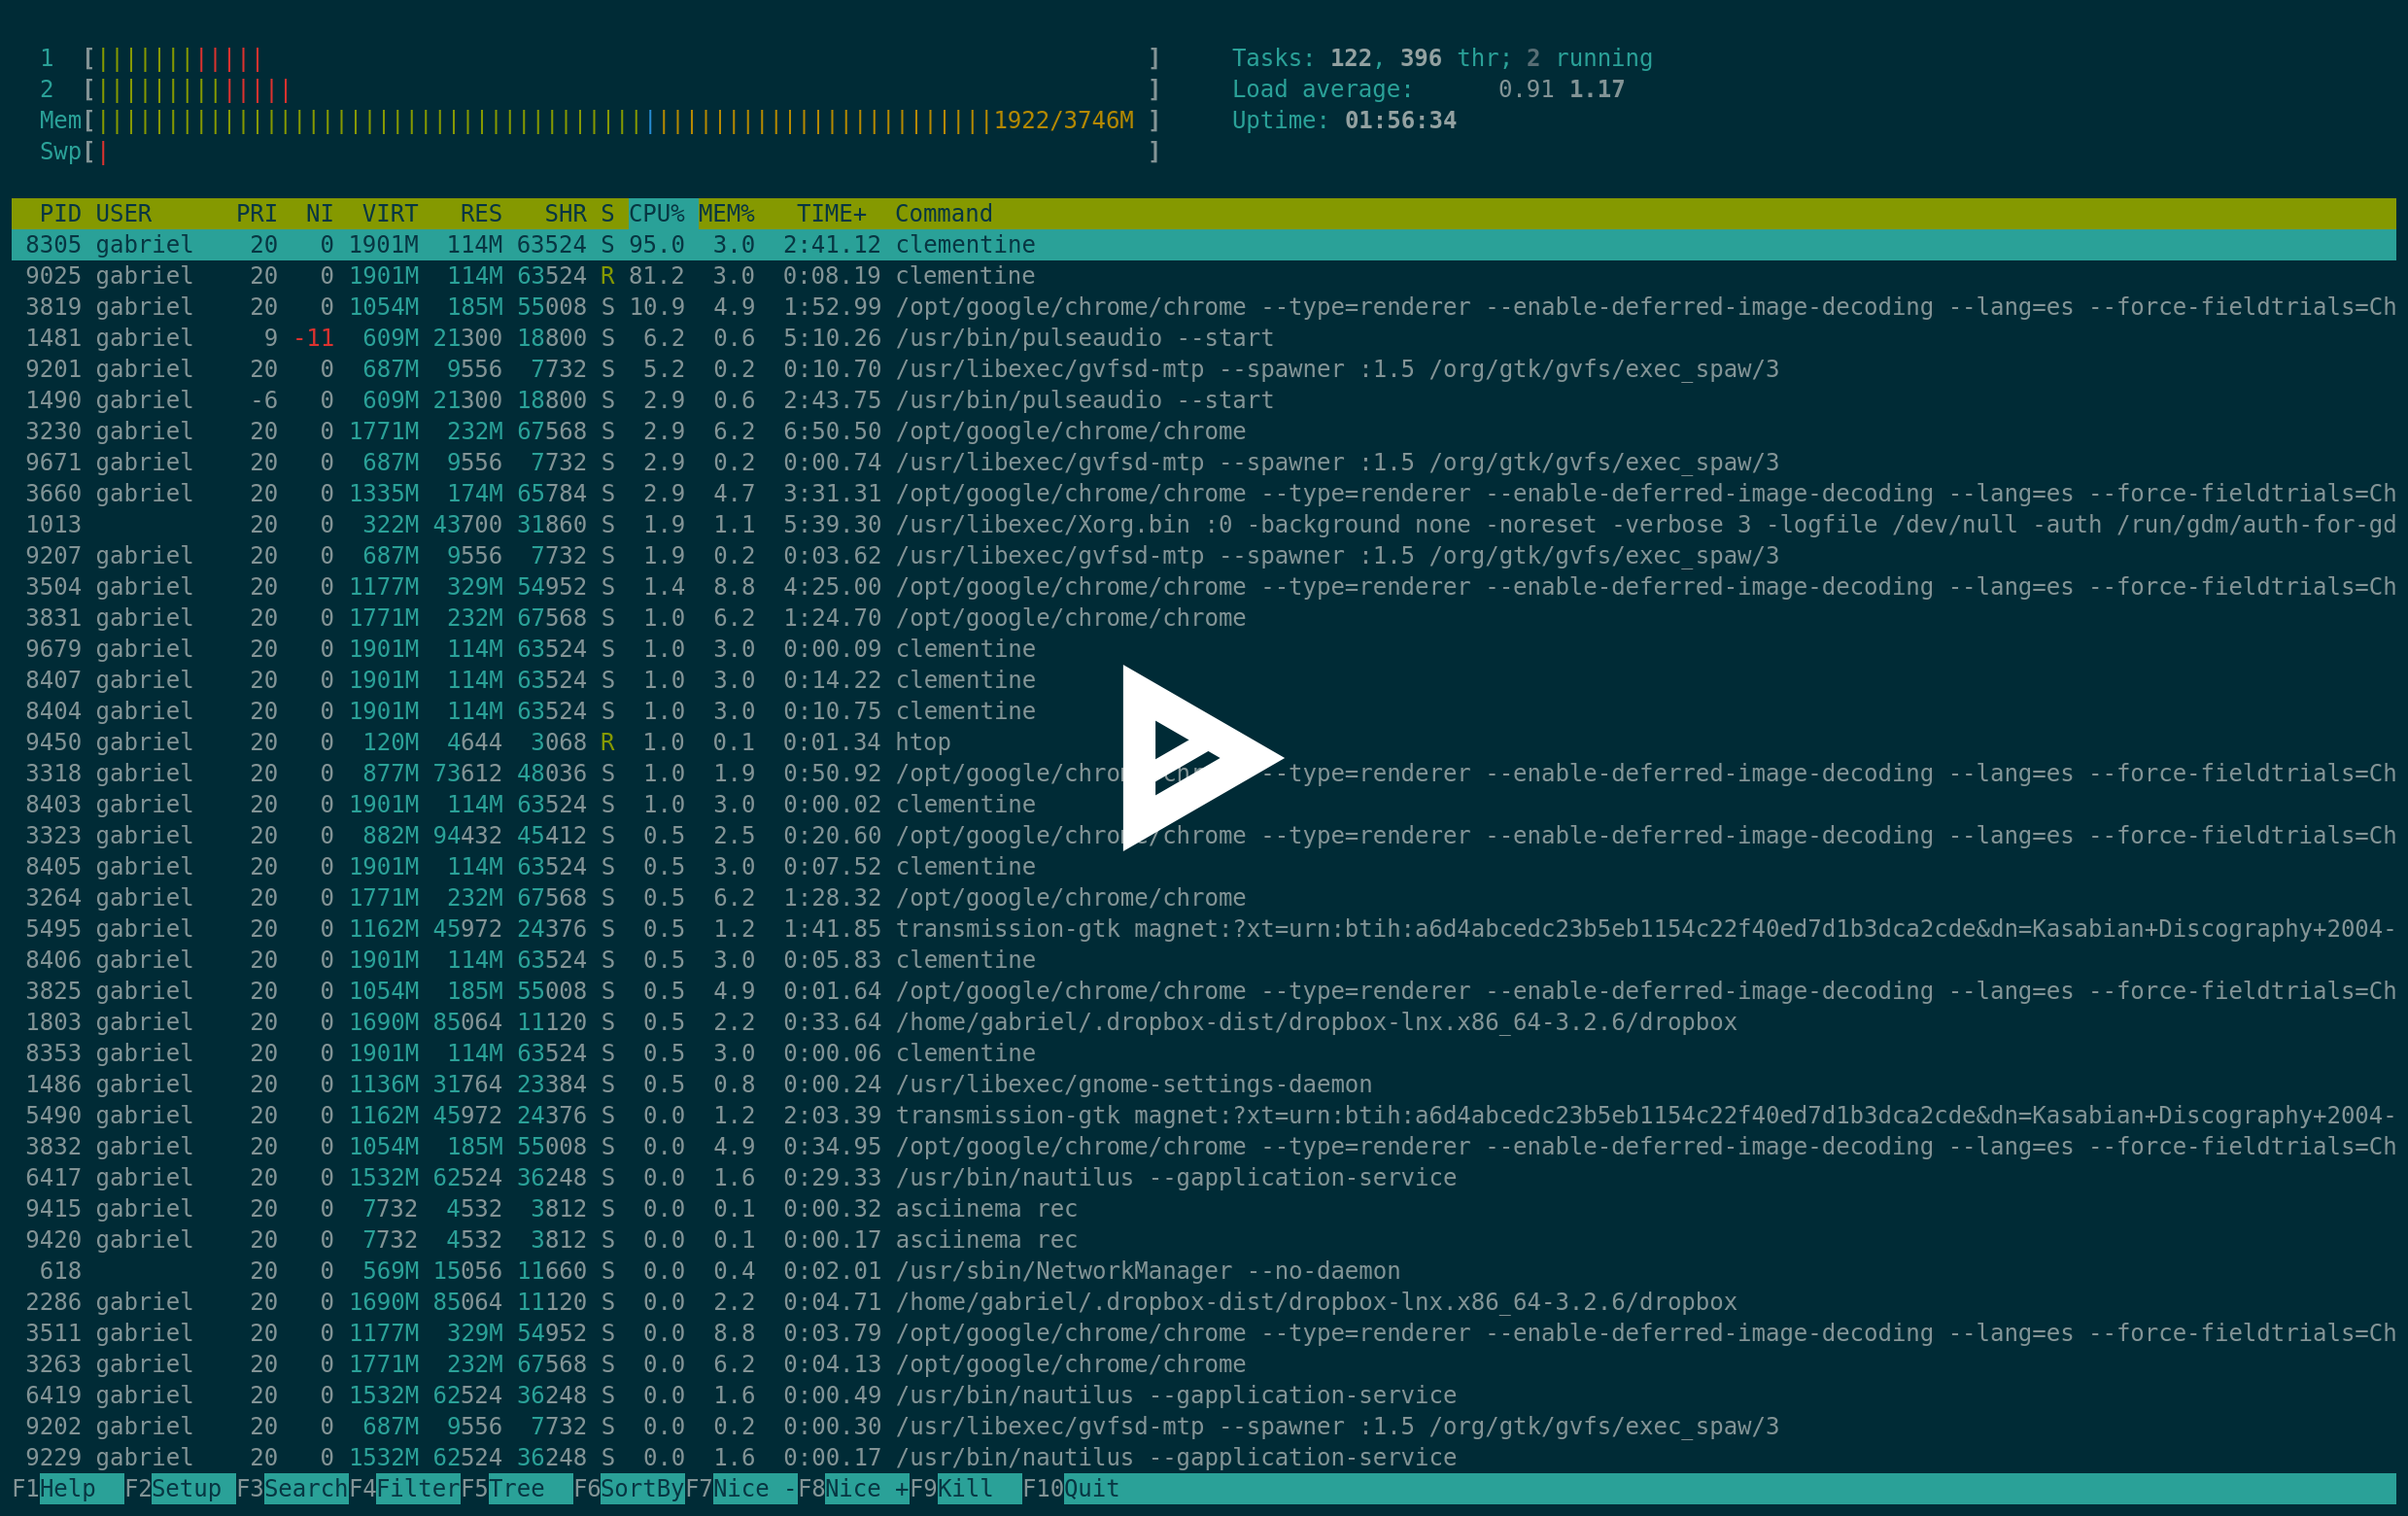 1 [||||||||||||                                                               ] Tasks: 122, 396 thr; 2 running
2 [||||||||||||||                                                             ] Load average: 0.91 1.17
Mem[||||||||||||||||||||||||||||||||||||||||||||||||||||||||||||||||1922/3746M ] Uptime: 01:56:34
Swp[|                                                                          ]
PID USER PRI NI VIRT RES SHR S CPU% MEM% TIME+ Command
8305 gabriel 20 0 1901M 114M 63524 S 95.0 3.0 2:41.12 clementine
9025 gabriel 20 0 1901M 114M 63524 R 81.2 3.0 0:08.19 clementine
3819 gabriel 20 0 1054M 185M 55008 S 10.9 4.9 1:52.99 /opt/google/chrome/chrome --type=renderer --enable-deferred-image-decoding --lang=es --force-fieldtrials=Ch
1481 gabriel 9 -11 609M 21300 18800 S 6.2 0.6 5:10.26 /usr/bin/pulseaudio --start
9201 gabriel 20 0 687M 9556 7732 S 5.2 0.2 0:10.70 /usr/libexec/gvfsd-mtp --spawner :1.5 /org/gtk/gvfs/exec_spaw/3
1490 gabriel -6 0 609M 21300 18800 S 2.9 0.6 2:43.75 /usr/bin/pulseaudio --start
3230 gabriel 20 0 1771M 232M 67568 S 2.9 6.2 6:50.50 /opt/google/chrome/chrome
9671 gabriel 20 0 687M 9556 7732 S 2.9 0.2 0:00.74 /usr/libexec/gvfsd-mtp --spawner :1.5 /org/gtk/gvfs/exec_spaw/3
3660 gabriel 20 0 1335M 174M 65784 S 2.9 4.7 3:31.31 /opt/google/chrome/chrome --type=renderer --enable-deferred-image-decoding --lang=es --force-fieldtrials=Ch
1013 20 0 322M 43700 31860 S 1.9 1.1 5:39.30 /usr/libexec/Xorg.bin :0 -background none -noreset -verbose 3 -logfile /dev/null -auth /run/gdm/auth-for-gd
9207 gabriel 20 0 687M 9556 7732 S 1.9 0.2 0:03.62 /usr/libexec/gvfsd-mtp --spawner :1.5 /org/gtk/gvfs/exec_spaw/3
3504 gabriel 20 0 1177M 329M 54952 S 1.4 8.8 4:25.00 /opt/google/chrome/chrome --type=renderer --enable-deferred-image-decoding --lang=es --force-fieldtrials=Ch
3831 gabriel 20 0 1771M 232M 67568 S 1.0 6.2 1:24.70 /opt/google/chrome/chrome
9679 gabriel 20 0 1901M 114M 63524 S 1.0 3.0 0:00.09 clementine
8407 gabriel 20 0 1901M 114M 63524 S 1.0 3.0 0:14.22 clementine
8404 gabriel 20 0 1901M 114M 63524 S 1.0 3.0 0:10.75 clementine
9450 gabriel 20 0 120M 4644 3068 R 1.0 0.1 0:01.34 htop
3318 gabriel 20 0 877M 73612 48036 S 1.0 1.9 0:50.92 /opt/google/chrome/chrome --type=renderer --enable-deferred-image-decoding --lang=es --force-fieldtrials=Ch
8403 gabriel 20 0 1901M 114M 63524 S 1.0 3.0 0:00.02 clementine
3323 gabriel 20 0 882M 94432 45412 S 0.5 2.5 0:20.60 /opt/google/chrome/chrome --type=renderer --enable-deferred-image-decoding --lang=es --force-fieldtrials=Ch
8405 gabriel 20 0 1901M 114M 63524 S 0.5 3.0 0:07.52 clementine
3264 gabriel 20 0 1771M 232M 67568 S 0.5 6.2 1:28.32 /opt/google/chrome/chrome
5495 gabriel 20 0 1162M 45972 24376 S 0.5 1.2 1:41.85 transmission-gtk magnet:?xt=urn:btih:a6d4abcedc23b5eb1154c22f40ed7d1b3dca2cde&dn=Kasabian+Discography+2004-
8406 gabriel 20 0 1901M 114M 63524 S 0.5 3.0 0:05.83 clementine
3825 gabriel 20 0 1054M 185M 55008 S 0.5 4.9 0:01.64 /opt/google/chrome/chrome --type=renderer --enable-deferred-image-decoding --lang=es --force-fieldtrials=Ch
1803 gabriel 20 0 1690M 85064 11120 S 0.5 2.2 0:33.64 /home/gabriel/.dropbox-dist/dropbox-lnx.x86_64-3.2.6/dropbox
8353 gabriel 20 0 1901M 114M 63524 S 0.5 3.0 0:00.06 clementine
1486 gabriel 20 0 1136M 31764 23384 S 0.5 0.8 0:00.24 /usr/libexec/gnome-settings-daemon
5490 gabriel 20 0 1162M 45972 24376 S 0.0 1.2 2:03.39 transmission-gtk magnet:?xt=urn:btih:a6d4abcedc23b5eb1154c22f40ed7d1b3dca2cde&dn=Kasabian+Discography+2004-
3832 gabriel 20 0 1054M 185M 55008 S 0.0 4.9 0:34.95 /opt/google/chrome/chrome --type=renderer --enable-deferred-image-decoding --lang=es --force-fieldtrials=Ch
6417 gabriel 20 0 1532M 62524 36248 S 0.0 1.6 0:29.33 /usr/bin/nautilus --gapplication-service
9415 gabriel 20 0 7732 4532 3812 S 0.0 0.1 0:00.32 asciinema rec
9420 gabriel 20 0 7732 4532 3812 S 0.0 0.1 0:00.17 asciinema rec
618 20 0 569M 15056 11660 S 0.0 0.4 0:02.01 /usr/sbin/NetworkManager --no-daemon
2286 gabriel 20 0 1690M 85064 11120 S 0.0 2.2 0:04.71 /home/gabriel/.dropbox-dist/dropbox-lnx.x86_64-3.2.6/dropbox
3511 gabriel 20 0 1177M 329M 54952 S 0.0 8.8 0:03.79 /opt/google/chrome/chrome --type=renderer --enable-deferred-image-decoding --lang=es --force-fieldtrials=Ch
3263 gabriel 20 0 1771M 232M 67568 S 0.0 6.2 0:04.13 /opt/google/chrome/chrome
6419 gabriel 20 0 1532M 62524 36248 S 0.0 1.6 0:00.49 /usr/bin/nautilus --gapplication-service
9202 gabriel 20 0 687M 9556 7732 S 0.0 0.2 0:00.30 /usr/libexec/gvfsd-mtp --spawner :1.5 /org/gtk/gvfs/exec_spaw/3
9229 gabriel 20 0 1532M 62524 36248 S 0.0 1.6 0:00.17 /usr/bin/nautilus --gapplication-service
F1Help F2Setup F3SearchF4FilterF5Tree F6SortByF7Nice -F8Nice +F9Kill F10Quit